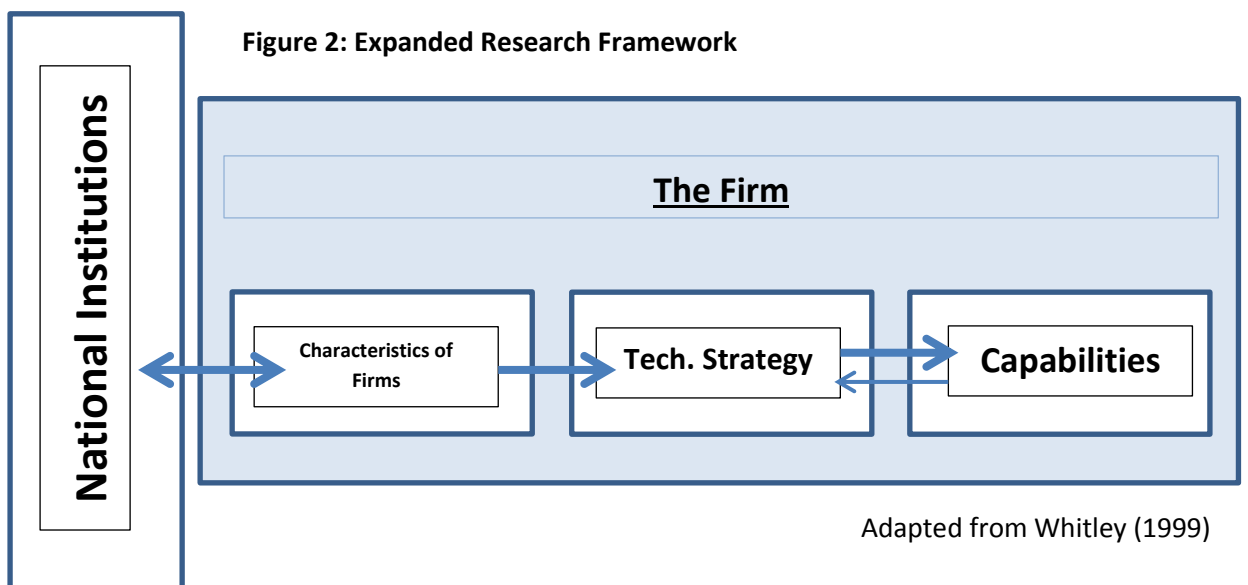 Figure 2: Expanded Research Framework
National Institutions
The Firm
Characteristics of
Firms
Tech. Strategy
Capabilities
Adapted from Whitley (1999)